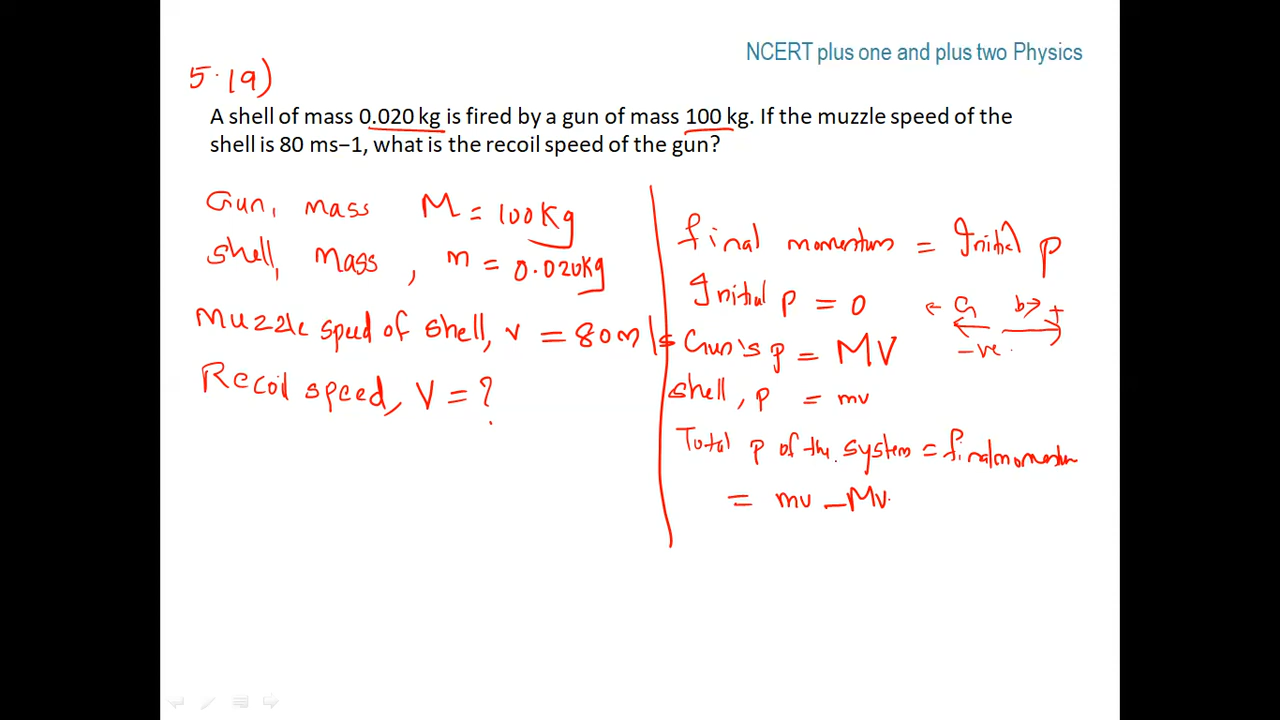 NCERT plus one and plus two Physics
5.19)
A shell of mass 0.020 kg is fired by a gun of mass 100 kg. If the muzzle speed of the
shell is 80 ms−1, what is the recoil speed of the gun?
Gun, mass M = 100Kg
shell, mass, m = 0.020kg
Muzzle speed of shell, v = 80m/s
Recoil speed, V = ?
final momentum = Initial p
Initial p = 0
← G b→ +
-ve
Gun's p = MV
shell, p = mv
Total p of the system = final momentum
= mv - MV